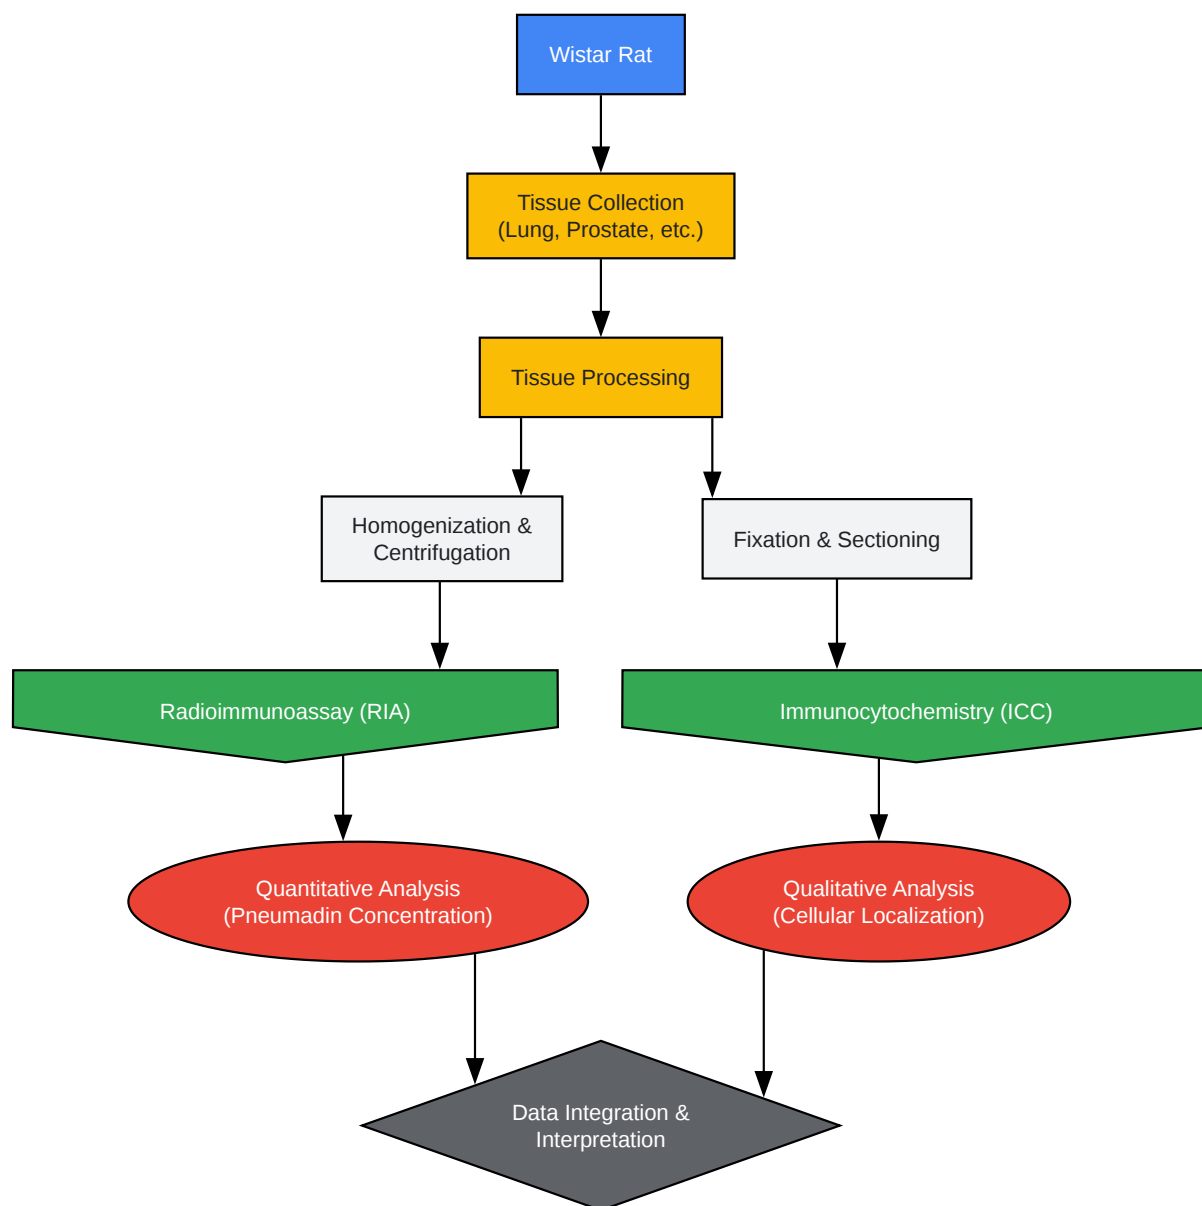 Wistar Rat
Tissue Collection
(Lung, Prostate, etc.)
Tissue Processing
Homogenization &
Centrifugation
Fixation & Sectioning
Radioimmunoassay (RIA)
Immunocytochemistry (ICC)
Quantitative Analysis
(Pneumadin Concentration)
Qualitative Analysis
(Cellular Localization)
Data Integration &
Interpretation